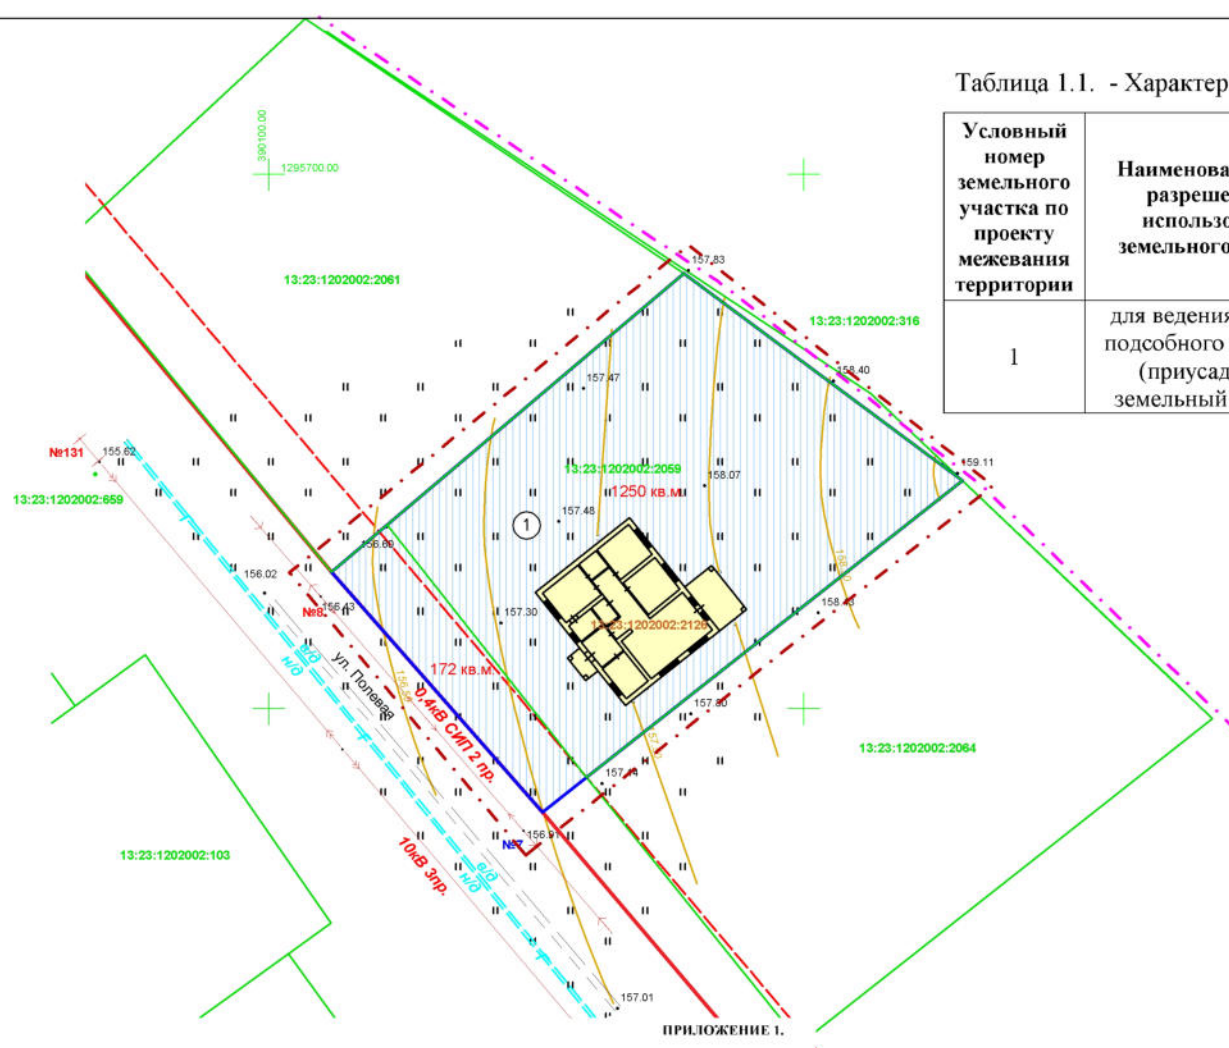 Таблица 1.1. - Характер
Условный
номер
земельного
участка по
проекту
межевания
территории
Наименова
разреше
использо
земельного
1
для ведения
подсобного
(приусад
земельный
390100.00
1295700.00
157.83
13:23:1202002:2061
13:23:1202002:316
158.40
157.47
№131
155.62
13:23:1202002:659
13:23:1202002:2059
1250 кв.м.
158.07
159.11
157.48
1
156.60
156.02
№8
156.43
157.30
158.43
13:23:1202002:2126
ул. Полевая
в/д
н/д
172 кв.м.
0,4кВ СИП 2 пр.
157.80
13:23:1202002:2064
157.44
156.91
№7
13:23:1202002:103
10кВ 3пр.
в/д
н/д
157.01
ПРИЛОЖЕНИЕ 1.